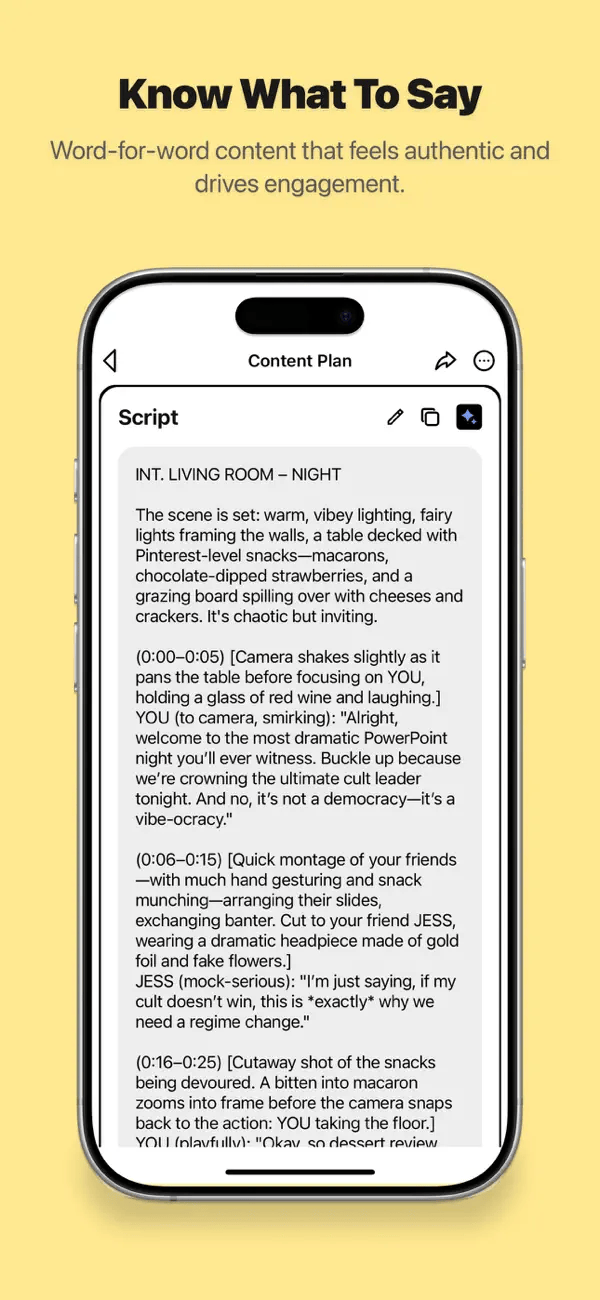 Know What To Say
Word-for-word content that feels authentic and
drives engagement.
Content Plan
Script
INT. LIVING ROOM – NIGHT
The scene is set: warm, vibey lighting, fairy
lights framing the walls, a table decked with
Pinterest-level snacks—macarons,
chocolate-dipped strawberries, and a
grazing board spilling over with cheeses and
crackers. It's chaotic but inviting.
(0:00–0:05) [Camera shakes slightly as it
pans the table before focusing on YOU,
holding a glass of red wine and laughing.]
YOU (to camera, smirking): "Alright,
welcome to the most dramatic PowerPoint
night you’ll ever witness. Buckle up because
we’re crowning the ultimate cult leader
tonight. And no, it’s not a democracy—it’s a
vibe-ocracy."
(0:06–0:15) [Quick montage of your friends
—with much hand gesturing and snack
munching—arranging their slides,
exchanging banter. Cut to your friend JESS,
wearing a dramatic headpiece made of gold
foil and fake flowers.]
JESS (mock-serious): "I’m just saying, if my
cult doesn’t win, this is *exactly* why we
need a regime change."
(0:16–0:25) [Cutaway shot of the snacks
being devoured. A bitten into macaron
zooms into frame before the camera snaps
back to the action: YOU taking the floor.]
YOU (playfully): "Okay, so dessert review